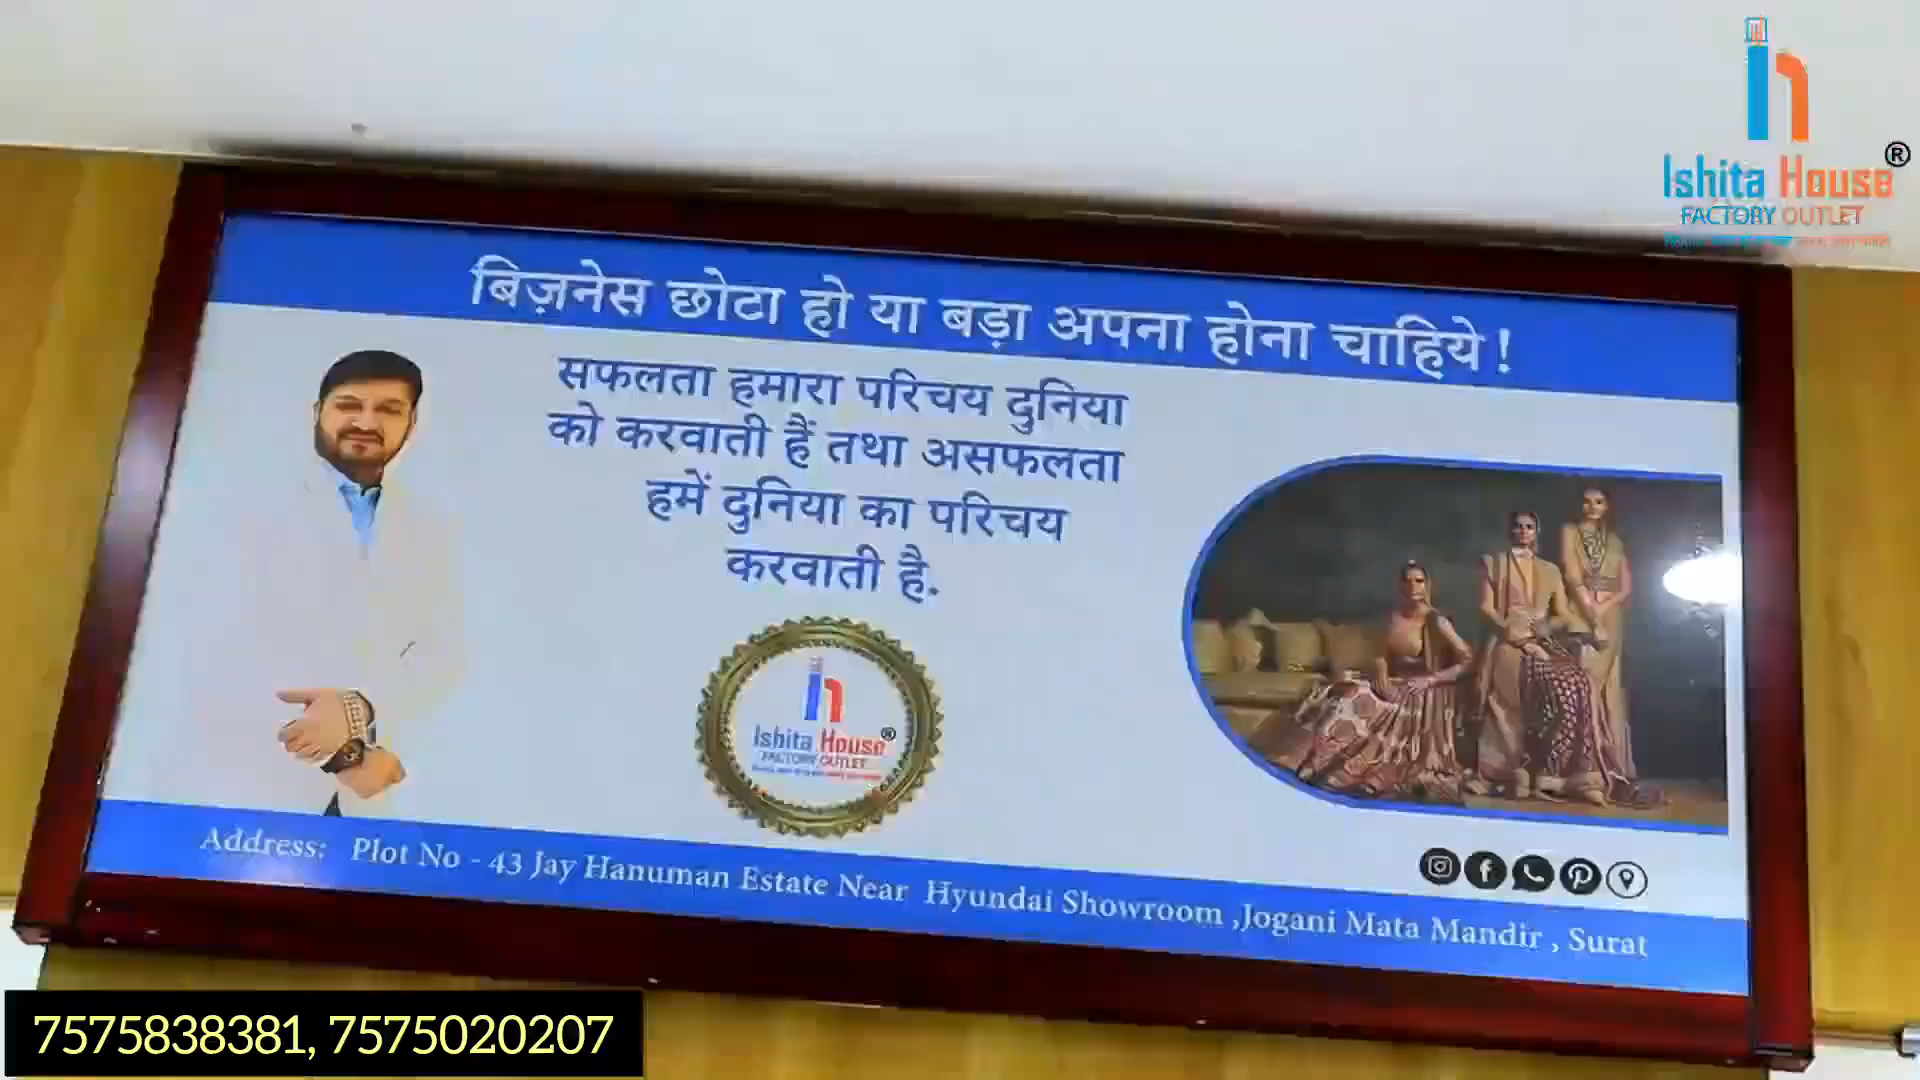 Ishita House®
FACTORY OUTLET
बिज़नेस छोटा हो या बड़ा अपना होना चाहिये!
सफलता हमारा परिचय दुनिया
को करवाती हैं तथा असफलता
हमें दुनिया का परिचय
करवाती है.
Ishita House®
FACTORY OUTLET
Address: Plot No - 43 Jay Hanuman Estate Near Hyundai Showroom ,Jogani Mata Mandir , Surat
7575838381, 7575020207